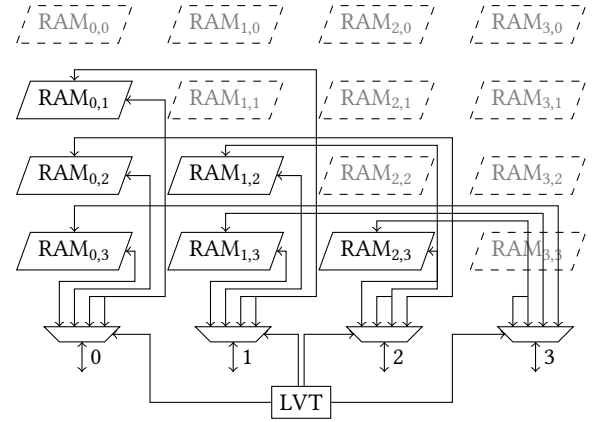 RAM0,0 RAM1,0 RAM2,0 RAM3,0
RAM0,1 RAM1,1 RAM2,1 RAM3,1
RAM0,2 RAM1,2 RAM2,2 RAM3,2
RAM0,3 RAM1,3 RAM2,3 RAM3,3
0 1 2 3
LVT